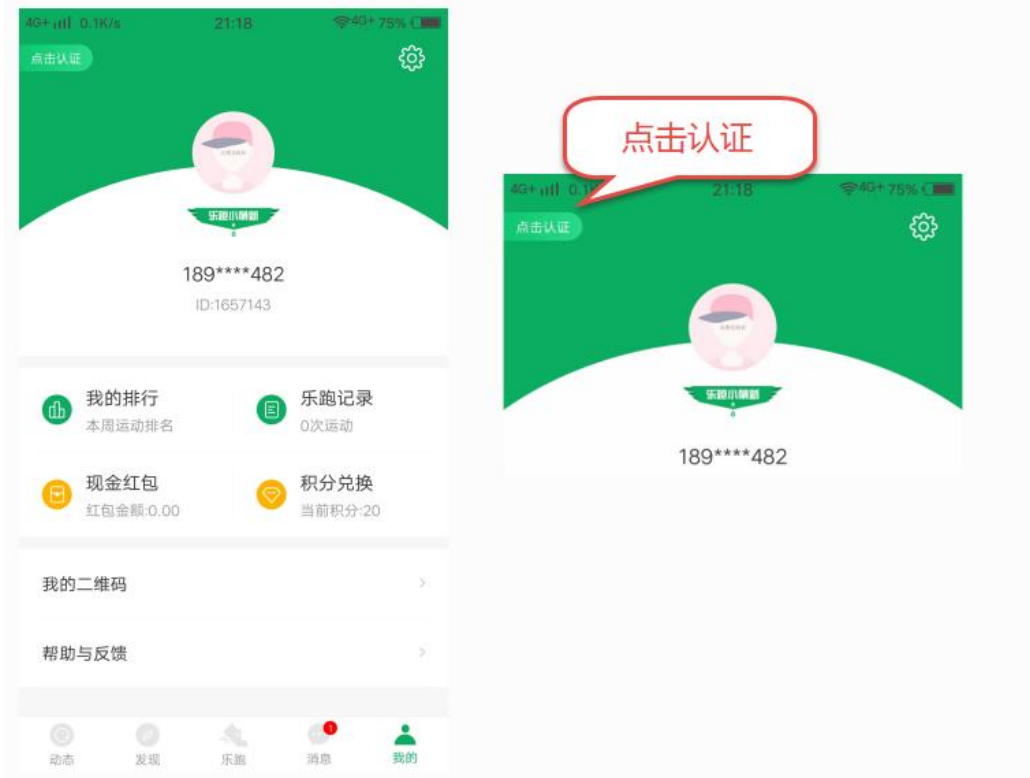 4G+ 0.1K/s 21:18 4G+ 75%
点击认证
乐跑小萌新
189****482
ID:1657143
我的排行
本周运动排名
乐跑记录
0次运动
现金红包
红包金额:0.00
积分兑换
当前积分:20
我的二维码
帮助与反馈
1
动态 发现 乐跑 消息 我的
点击认证
4G+ 0.1 21:18 4G+ 75%
点击认证
乐跑小萌新
189****482